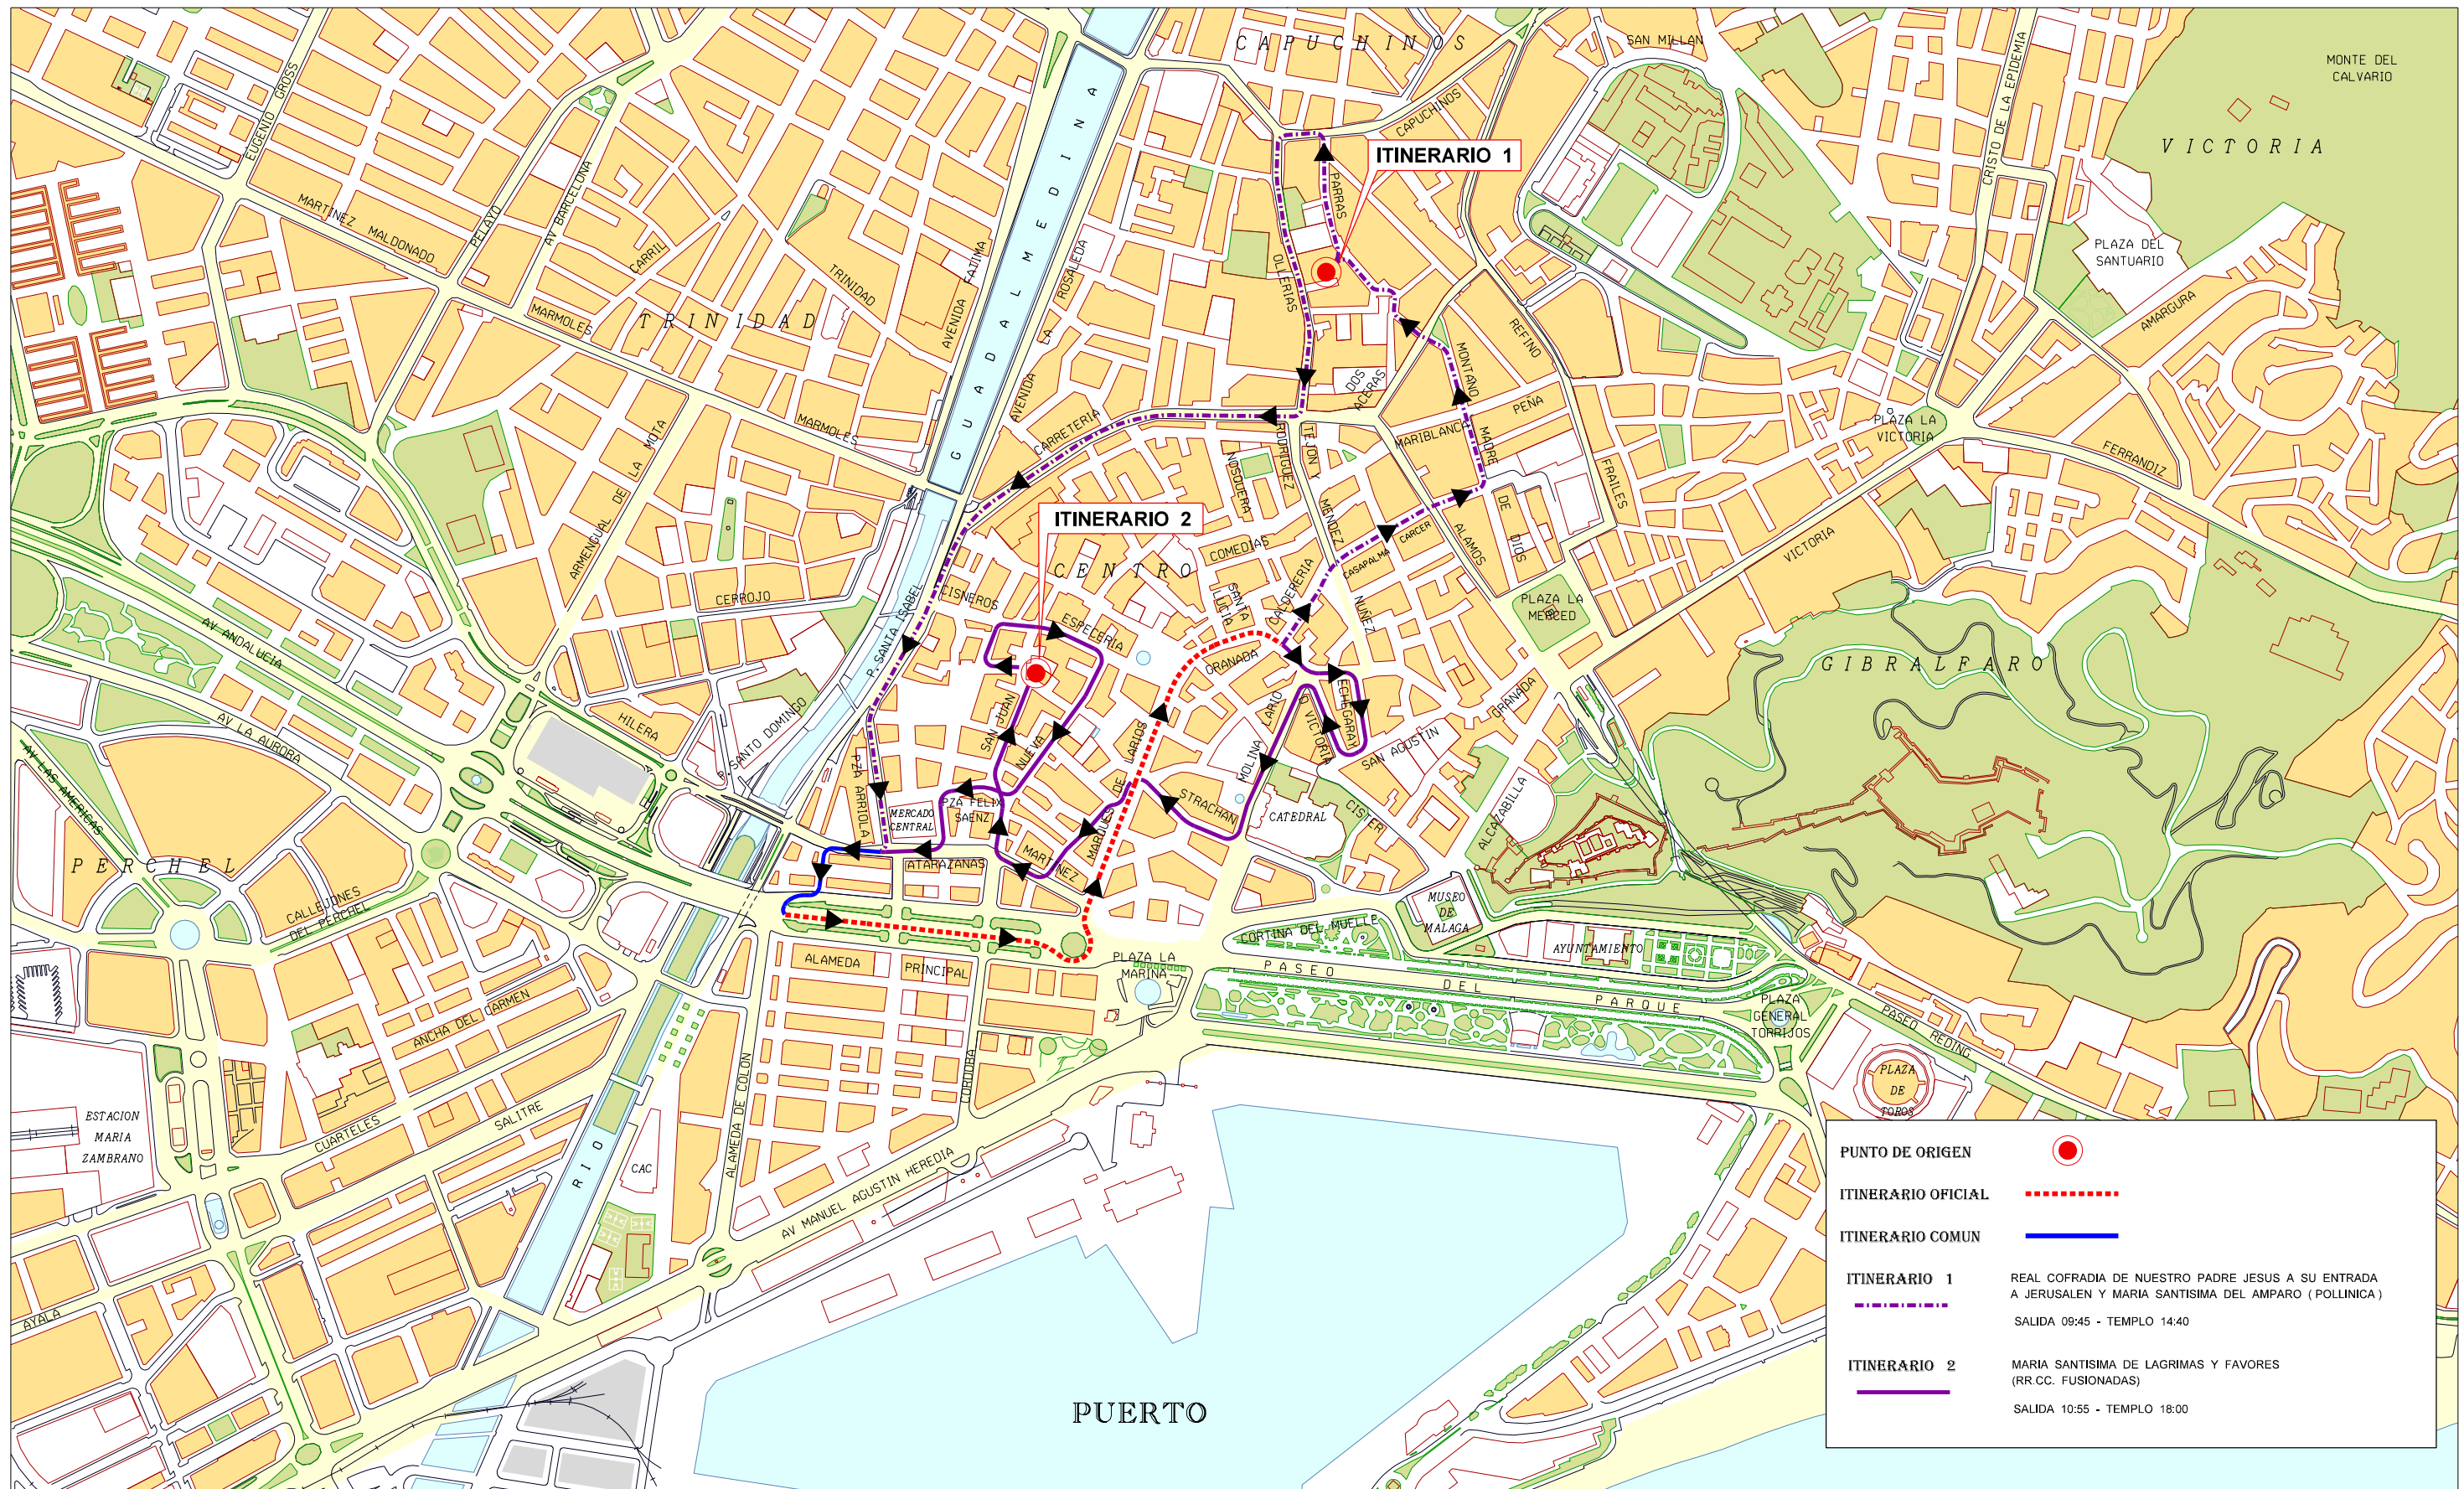 CAPUCHINOS
SAN MILLAN
CRISTO DE LA EPIDEMIA
MONTE DEL
CALVARIO
VICTORIA
EUGENIO GROSS
GUADALMEDINA
CAPUCHINOS
ITINERARIO 1
PARRAS
MARTINEZ
MALDONADO
PELAYO
AV BARCELONA
CARRIL
TRINIDAD
AVENIDA FATIMA
AVENIDA LA ROSALEDA
OLLERIAS
PLAZA DEL
SANTUARIO
AMARGURA
MARMOLES
TRINIDAD
REFINO
MONTAÑO
DOS
ACERAS
PEÑA
MARIBLANCA
MADRE
DE
DIOS
MARMOLES
CARRETERIA
PLAZA LA
VICTORIA
FERRANDIZ
ARMENGUAL DE LA MOTA
TEJON Y
RODRIGUEZ
NOSQUERA
FRAILES
ITINERARIO 2
MENDEZ
NUÑEZ
CARCER
CASAPALMA
ALAMOS
VICTORIA
COMEDIAS
CENTRO
CISNEROS
CERROJO
P. SANTA ISABEL
SANTA
LUCIA
CALDERERIA
PLAZA LA
MERCED
AV ANDALUCIA
ESPECERIA
GRANADA
GIBRALFARO
HILERA
P. SANTO DOMINGO
SAN JUAN
NUEVA
MARQUES DE LARIOS
MOLINA LARIO
D VICTORIA
ECHEGARAY
GRANADA
SAN AGUSTIN
AV LA AURORA
AV LAS AMERICAS
PZA ARRIOLA
MERCADO
CENTRAL
PZA FELIX
SAENZ
STRACHAN
CATEDRAL
CISTER
ALCAZABILLA
PERCHEL
ATARAZANAS
MARTINEZ
CALLEJONES
DEL PERCHEL
MUSEO
DE
MALAGA
CORTINA DEL MUELLE
AYUNTAMIENTO
ALAMEDA
PRINCIPAL
PLAZA LA
MARINA
PASEO
DEL
PARQUE
PLAZA
GENERAL
TORRIJOS
PASEO REDING
ANCHA DEL CARMEN
CORDOBA
ALAMEDA DE COLON
PLAZA
DE
TOROS
ESTACION
MARIA
ZAMBRANO
CUARTELES
SALITRE
RIO
CAC
AV MANUEL AGUSTIN HEREDIA
AYALA
PUERTO
PUNTO DE ORIGEN
ITINERARIO OFICIAL
ITINERARIO COMUN
ITINERARIO 1
REAL COFRADIA DE NUESTRO PADRE JESUS A SU ENTRADA
A JERUSALEN Y MARIA SANTISIMA DEL AMPARO ( POLLINICA )
SALIDA 09:45 - TEMPLO 14:40
ITINERARIO 2
MARIA SANTISIMA DE LAGRIMAS Y FAVORES
(RR.CC. FUSIONADAS)
SALIDA 10:55 - TEMPLO 18:00